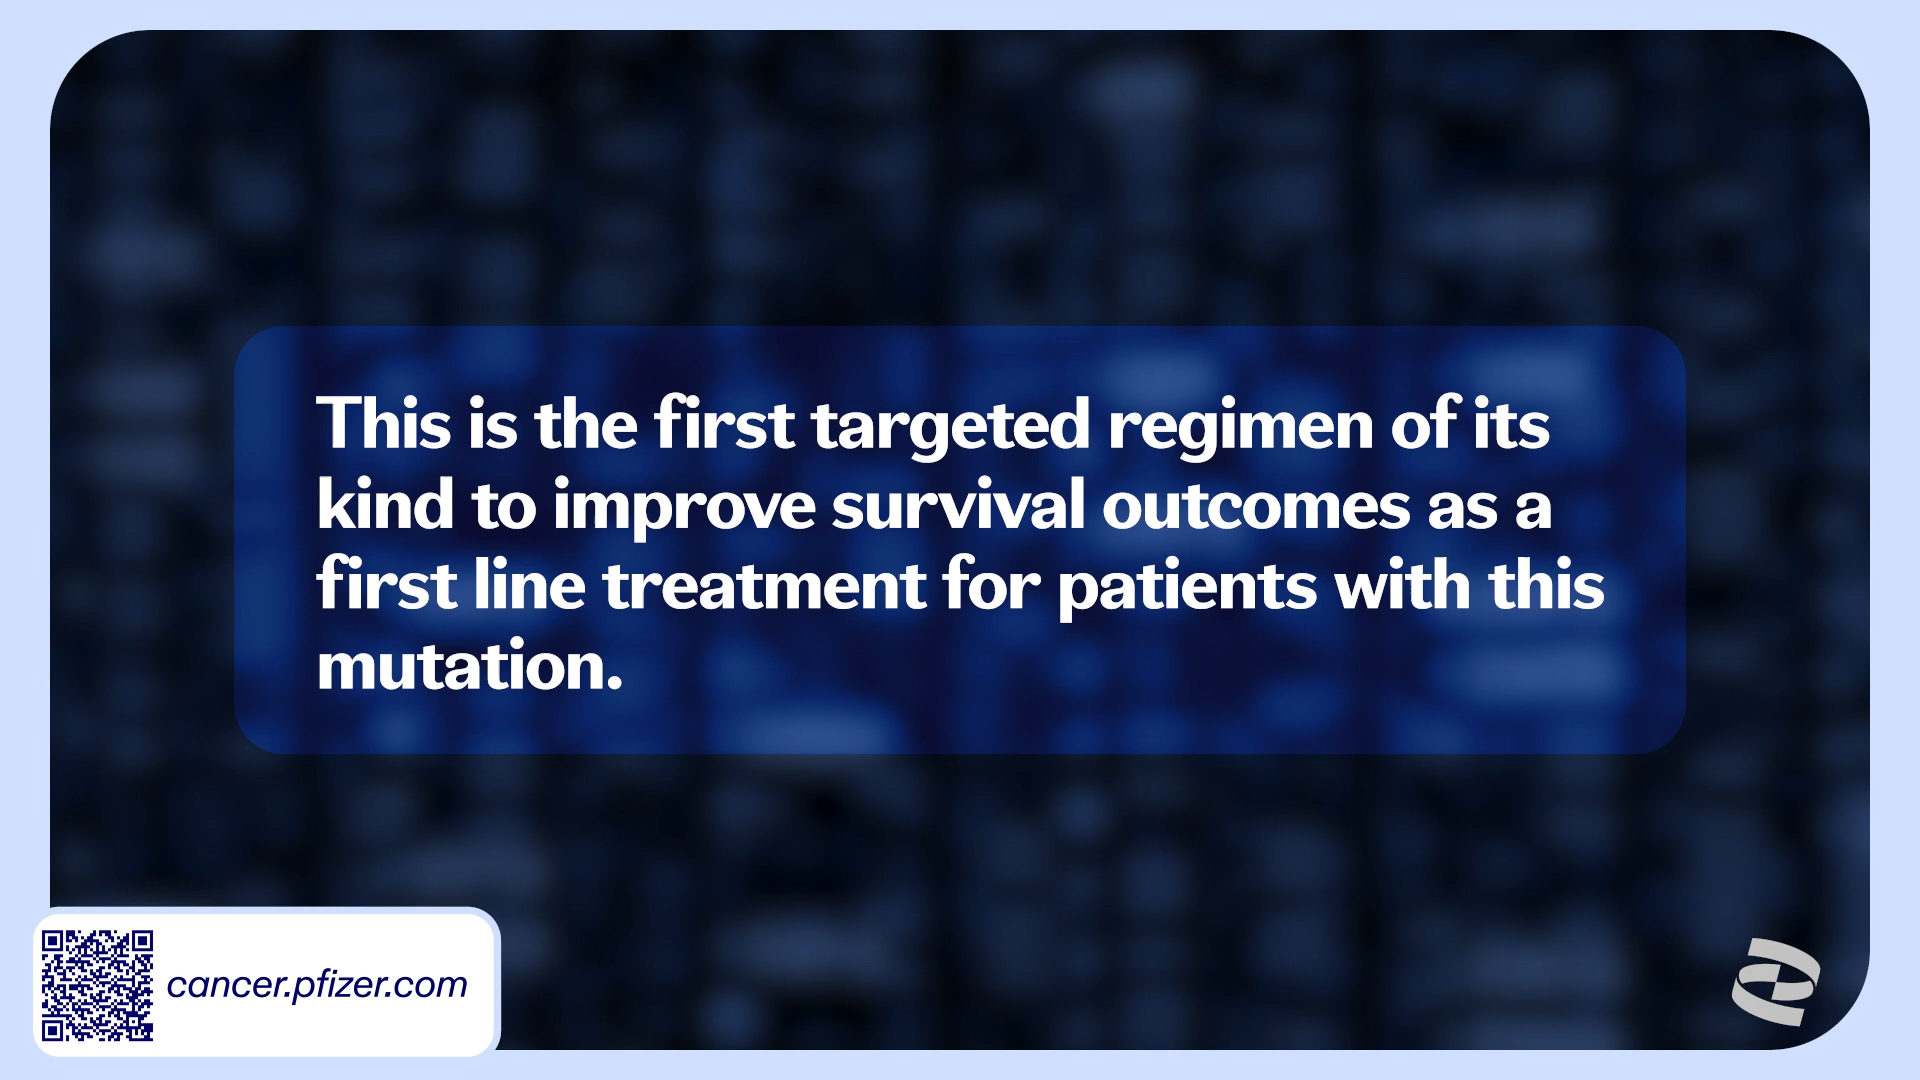 This is the first targeted regimen of its
kind to improve survival outcomes as a
first line treatment for patients with this
mutation.
cancer.pfizer.com